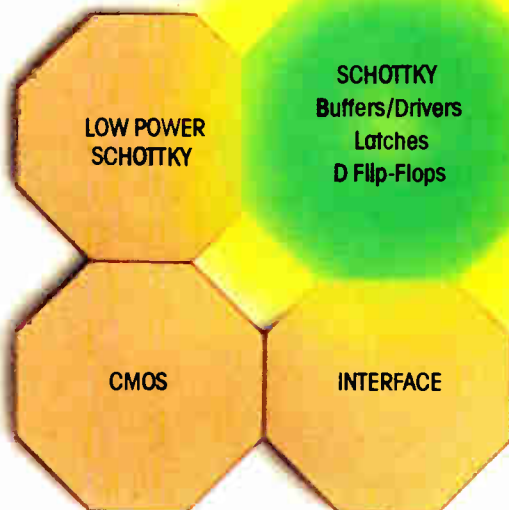 LOW POWER
SCHOTTKY
SCHOTTKY
Buffers/Drivers
Latches
D Flip-Flops
CMOS
INTERFACE